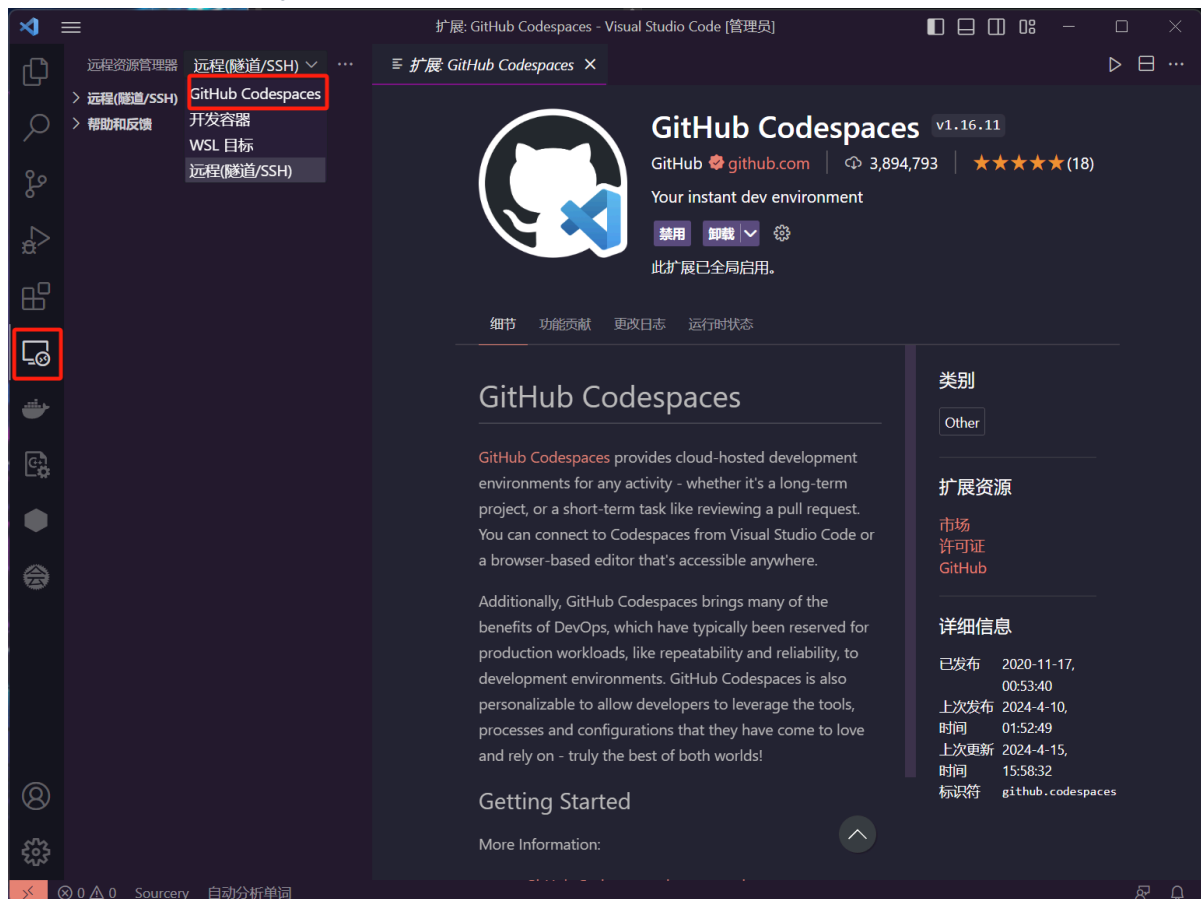 扩展: GitHub Codespaces - Visual Studio Code [管理员]
远程资源管理器 远程(隧道/SSH)
GitHub Codespaces
开发容器
WSL 目标
远程(隧道/SSH)
远程(隧道/SSH)
帮助和反馈
扩展: GitHub Codespaces
GitHub Codespaces v1.16.11
GitHub github.com 3,894,793 (18)
Your instant dev environment
禁用 卸载
此扩展已全局启用。
细节 功能贡献 更改日志 运行时状态
GitHub Codespaces
GitHub Codespaces provides cloud-hosted development
environments for any activity - whether it's a long-term
project, or a short-term task like reviewing a pull request.
You can connect to Codespaces from Visual Studio Code or
a browser-based editor that's accessible anywhere.
Additionally, GitHub Codespaces brings many of the
benefits of DevOps, which have typically been reserved for
production workloads, like repeatability and reliability, to
development environments. GitHub Codespaces is also
personalizable to allow developers to leverage the tools,
processes and configurations that they have come to love
and rely on - truly the best of both worlds!
Getting Started
More Information:
类别
Other
扩展资源
市场
许可证
GitHub
详细信息
已发布 2020-11-17,
00:53:40
上次发布 2024-4-10,
时间 01:52:49
上次更新 2024-4-15,
时间 15:58:32
标识符 github.codespaces
0 0 Sourcery 自动分析单词